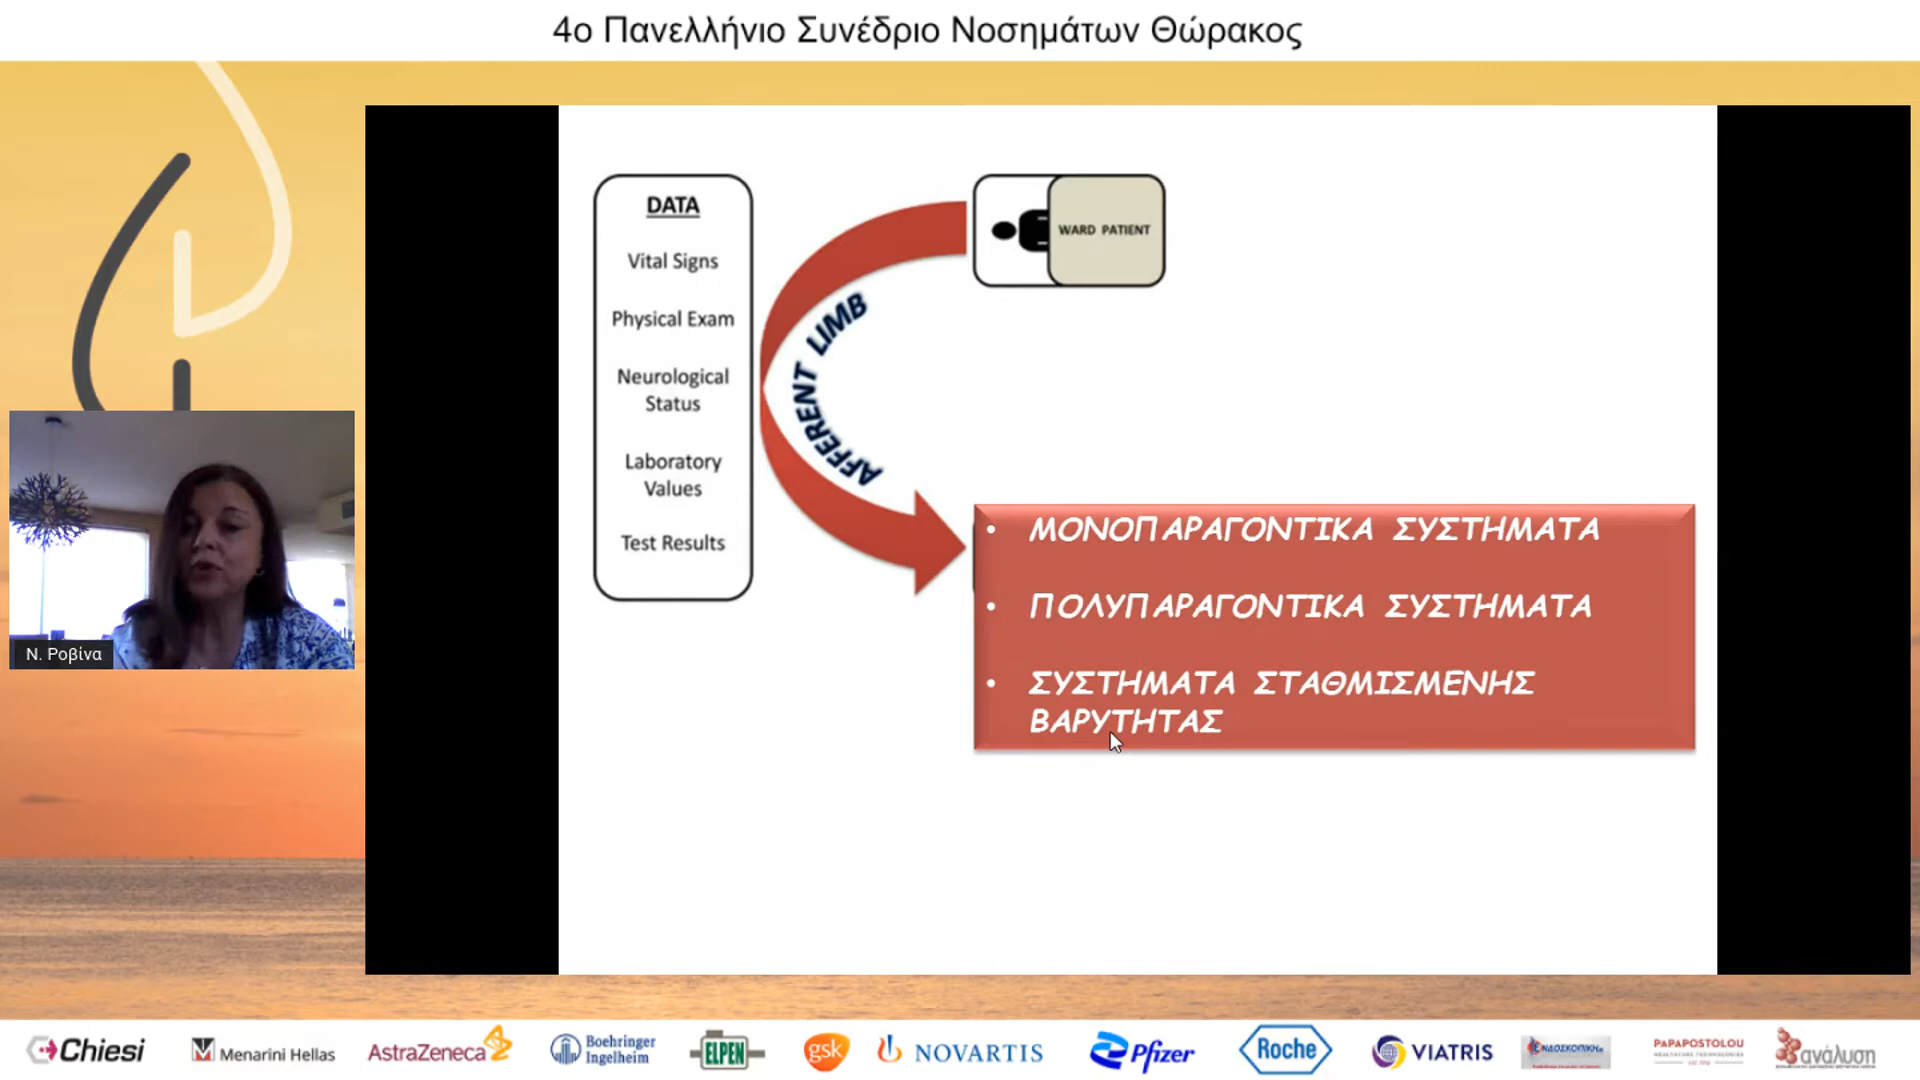 4ο Πανελλήνιο Συνέδριο Νοσημάτων Θώρακος
DATA
Vital Signs
Physical Exam
Neurological
Status
Laboratory
Values
Test Results
AFFERENT LIMB
WARD PATIENT
• ΜΟΝΟΠΑΡΑΓΟΝΤΙΚΑ ΣΥΣΤΗΜΑΤΑ
• ΠΟΛΥΠΑΡΑΓΟΝΤΙΚΑ ΣΥΣΤΗΜΑΤΑ
• ΣΥΣΤΗΜΑΤΑ ΣΤΑΘΜΙΣΜΕΝΗΣ
ΒΑΡΥΤΗΤΑΣ
Ν. Ροβίνα
Chiesi
Menarini Hellas
AstraZeneca
Boehringer
Ingelheim
ELPEN
gsk
NOVARTIS
Pfizer
Roche
VIATRIS
ΕΝΔΟΣΚΟΠΙΚΗ
PAPAPOSTOLOU
ανάλυση